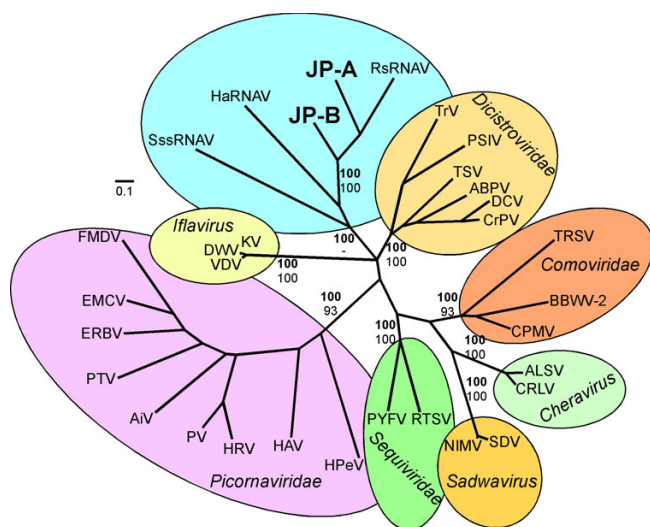 JP-A
RsRNAV
HaRNAV
JP-B
SssRNAV
TrV
Dicistroviridae
PSIV
TSV
ABPV
DCV
CrPV
100
100
0.1
Iflavirus
KV
DWV
VDV
100
-
100
100
100
100
FMDV
EMCV
ERBV
PTV
AiV
PV
HRV
HAV
HPeV
Picornaviridae
100
93
TRSV
Comoviridae
BBWV-2
CPMV
100
93
100
100
PYFV
RTSV
Sequiviridae
100
100
ALSV
CRLV
Cheravirus
NIMV
SDV
Sadwavirus